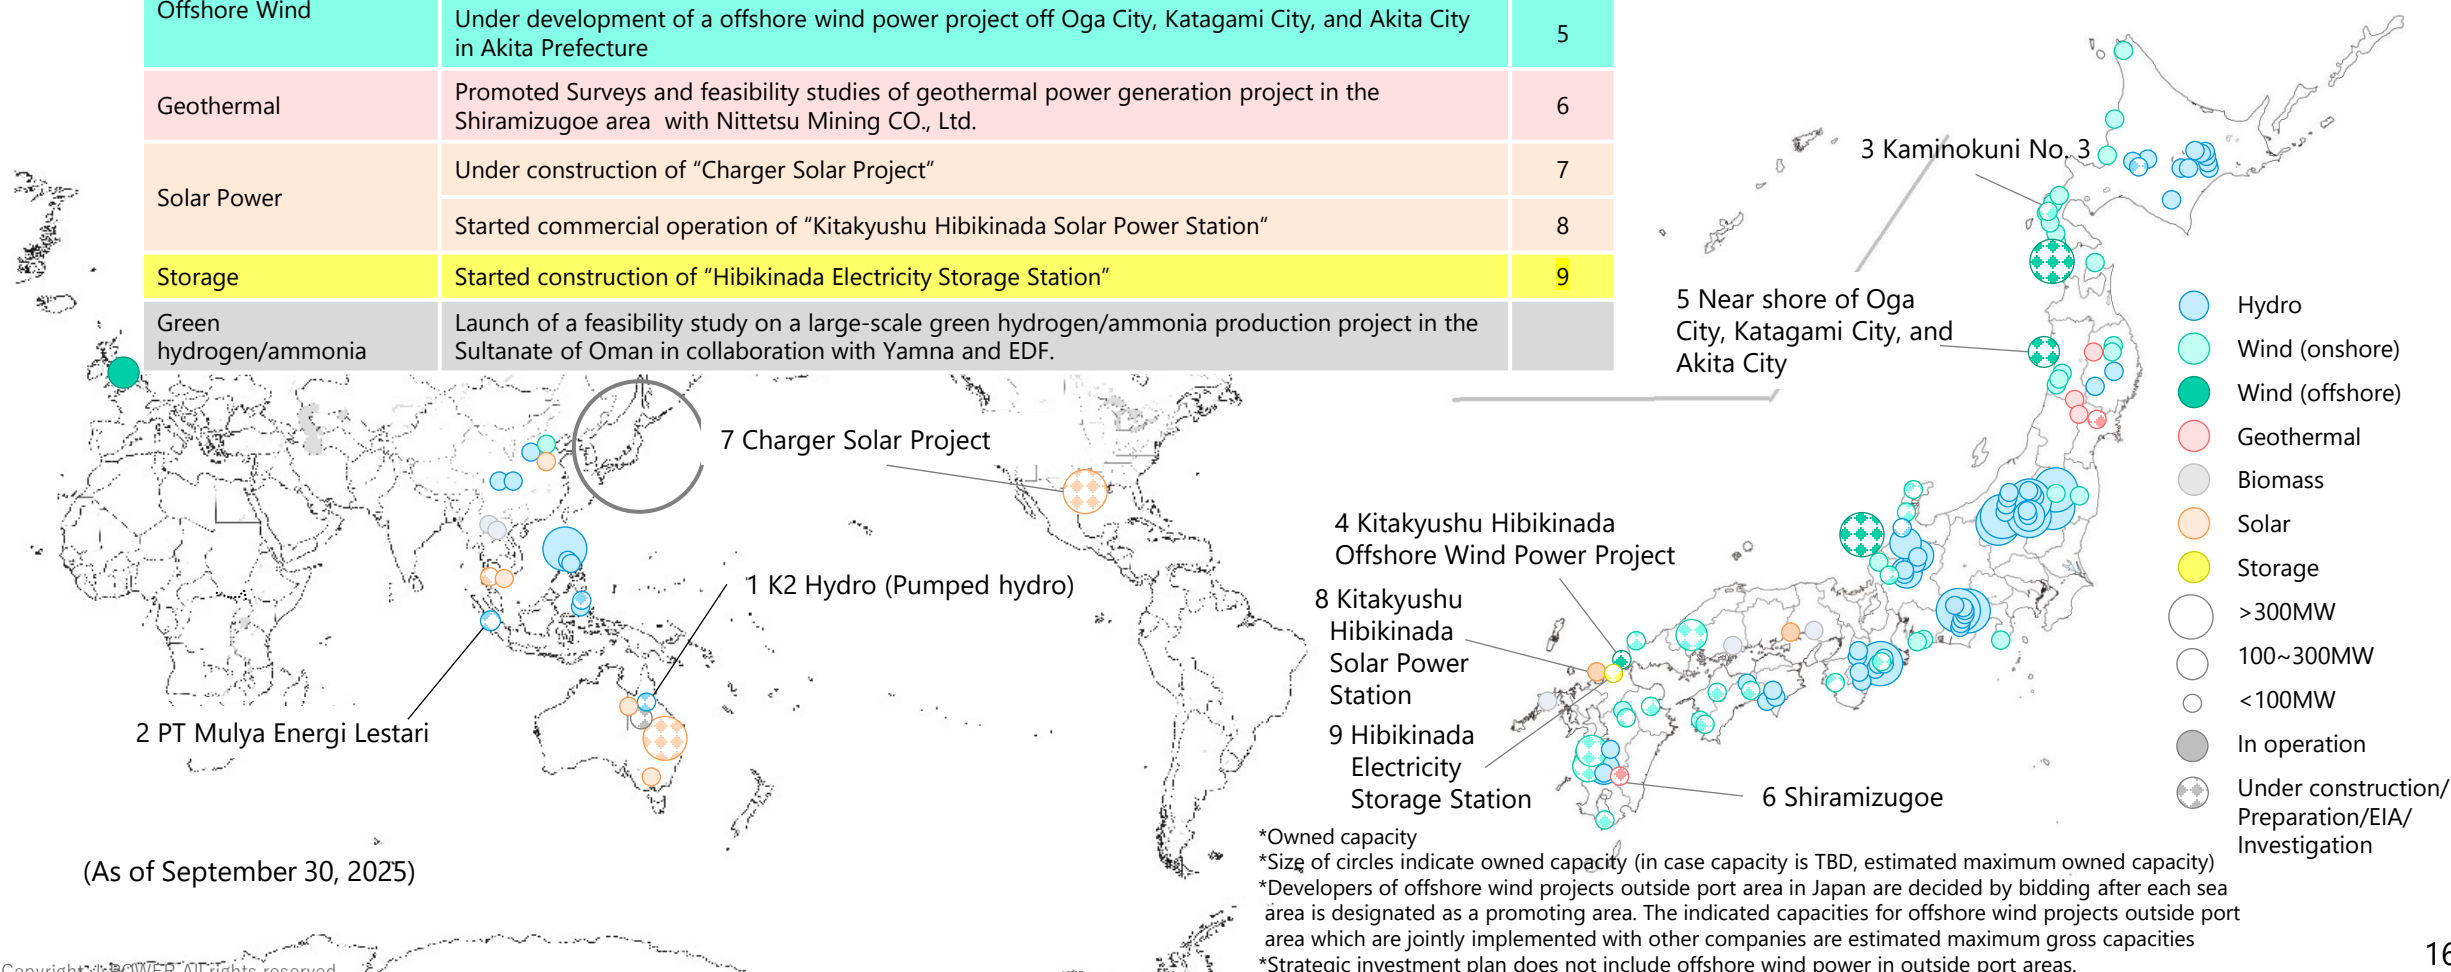 Offshore Wind
Under development of a offshore wind power project off Oga City, Katagami City, and Akita City
in Akita Prefecture
5
Geothermal
Promoted Surveys and feasibility studies of geothermal power generation project in the
Shiramizugoe area with Nittetsu Mining CO., Ltd.
6
Solar Power
Under construction of “Charger Solar Project”
7
Started commercial operation of “Kitakyushu Hibikinada Solar Power Station“
8
Storage
Started construction of “Hibikinada Electricity Storage Station”
9
Green
hydrogen/ammonia
Launch of a feasibility study on a large-scale green hydrogen/ammonia production project in the
Sultanate of Oman in collaboration with Yamna and EDF.
3 Kaminokuni No. 3
5 Near shore of Oga
City, Katagami City, and
Akita City
7 Charger Solar Project
4 Kitakyushu Hibikinada
Offshore Wind Power Project
1 K2 Hydro (Pumped hydro)
8 Kitakyushu
Hibikinada
Solar Power
Station
2 PT Mulya Energi Lestari
9 Hibikinada
Electricity
Storage Station
6 Shiramizugoe
Hydro
Wind (onshore)
Wind (offshore)
Geothermal
Biomass
Solar
Storage
>300MW
100~300MW
<100MW
In operation
Under construction/
Preparation/EIA/
Investigation
(As of September 30, 2025)
*Owned capacity
*Size of circles indicate owned capacity (in case capacity is TBD, estimated maximum owned capacity)
*Developers of offshore wind projects outside port area in Japan are decided by bidding after each sea
area is designated as a promoting area. The indicated capacities for offshore wind projects outside port
area which are jointly implemented with other companies are estimated maximum gross capacities
*Strategic investment plan does not include offshore wind power in outside port areas.
Copyright J-POWER All rights reserved
16